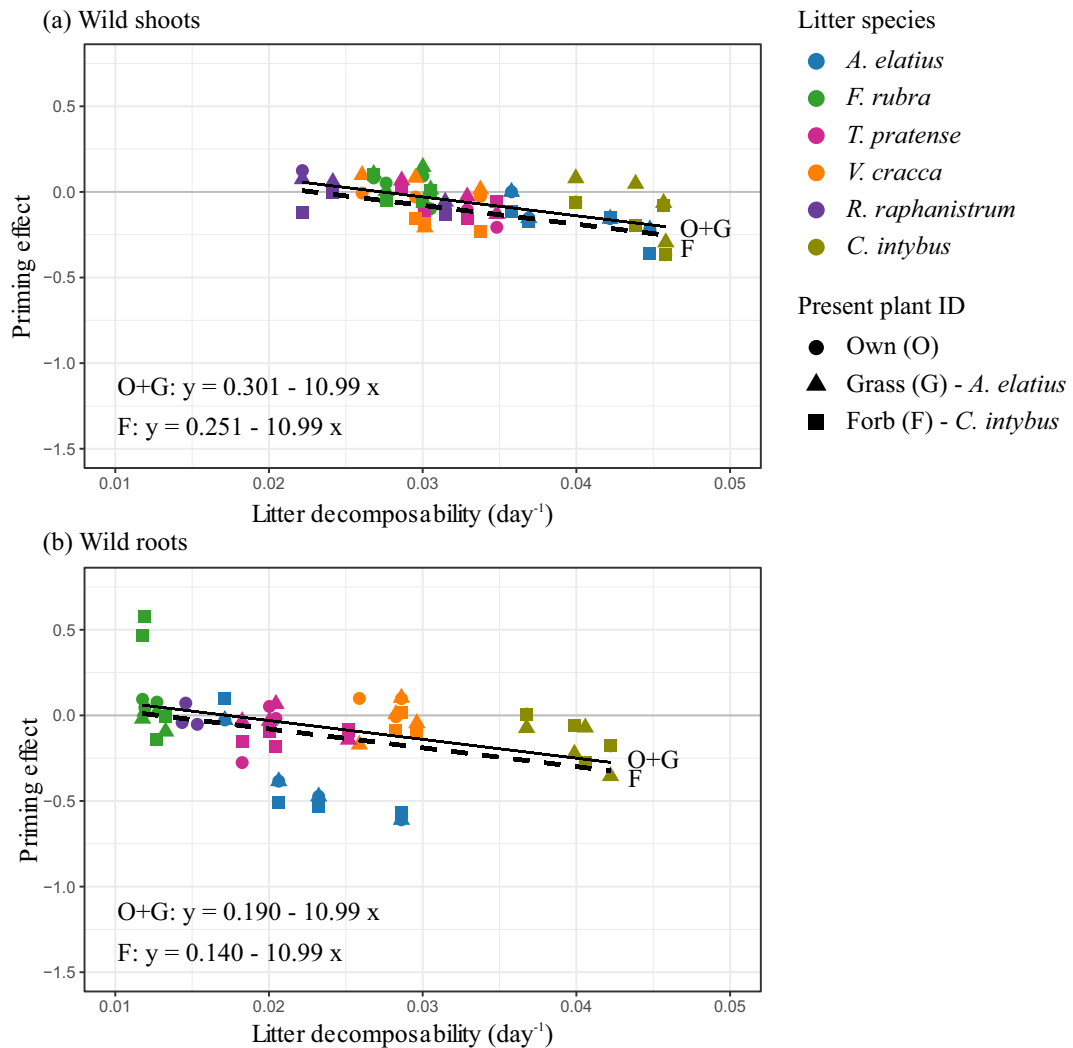 (a) Wild shoots
Priming effect
0.5
0.0
−0.5
−1.0
−1.5
O+G
F
O+G: y = 0.301 - 10.99 x
F: y = 0.251 - 10.99 x
0.01 0.02 0.03 0.04 0.05
Litter decomposability (day⁻¹)
Litter species
A. elatius
F. rubra
T. pratense
V. cracca
R. raphanistrum
C. intybus
Present plant ID
Own (O)
Grass (G) - A. elatius
Forb (F) - C. intybus
(b) Wild roots
Priming effect
0.5
0.0
−0.5
−1.0
−1.5
O+G
F
O+G: y = 0.190 - 10.99 x
F: y = 0.140 - 10.99 x
0.01 0.02 0.03 0.04 0.05
Litter decomposability (day⁻¹)